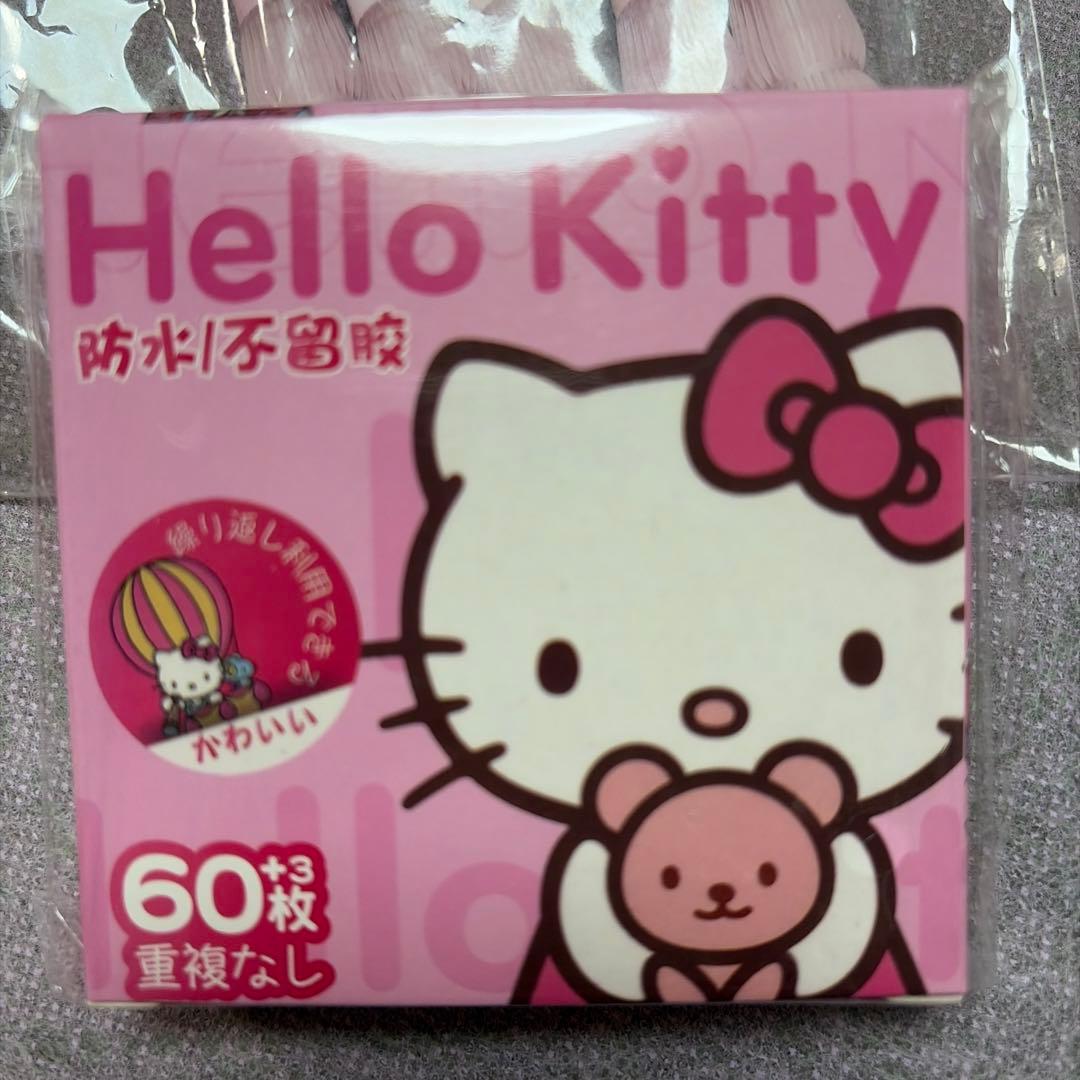 Hello Kitty
防水/不留胶
繰り返し利用できる
かわいい
60+3枚
重複なし